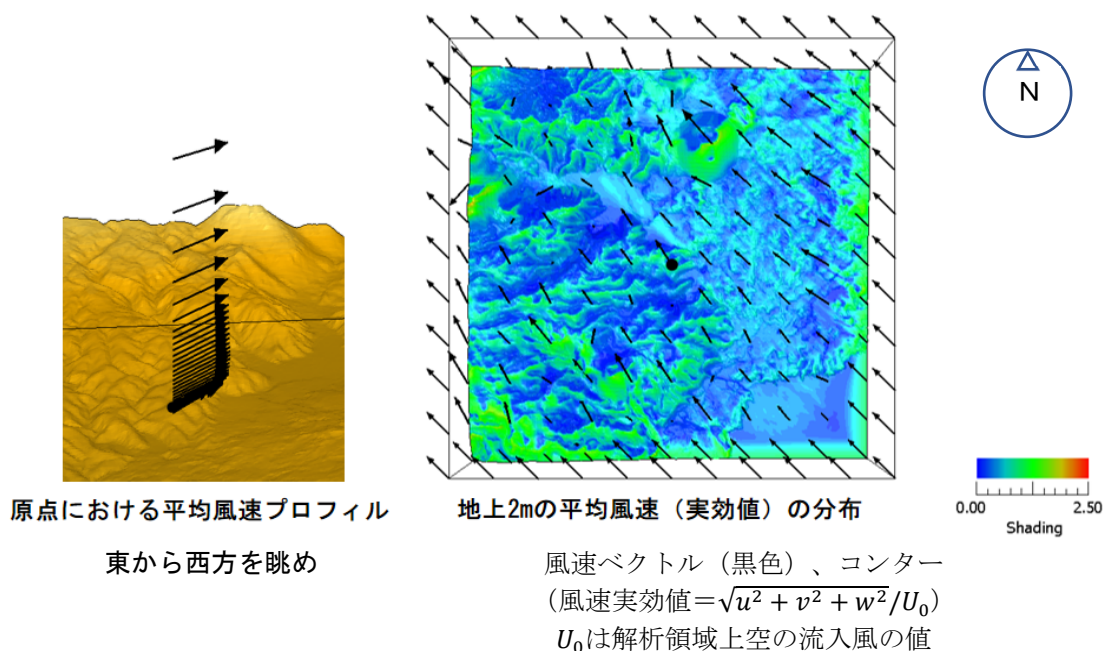 N
原点における平均風速プロフィル
地上2mの平均風速（実効値）の分布
0.00 2.50
Shading
東から西方を眺め
風速ベクトル（黒色）、コンター
（風速実効値＝√u² + v² + w²/U₀）
U₀は解析領域上空の流入風の値